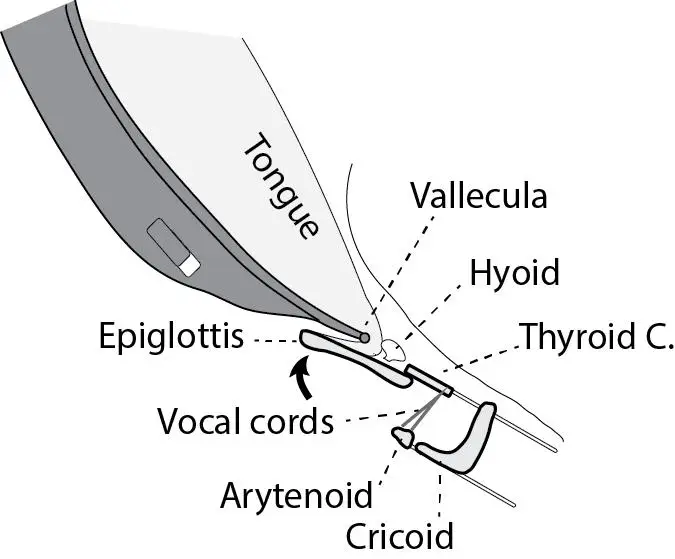 Tongue
Vallecula
Hyoid
Epiglottis
Thyroid C.
Vocal cords
Arytenoid
Cricoid